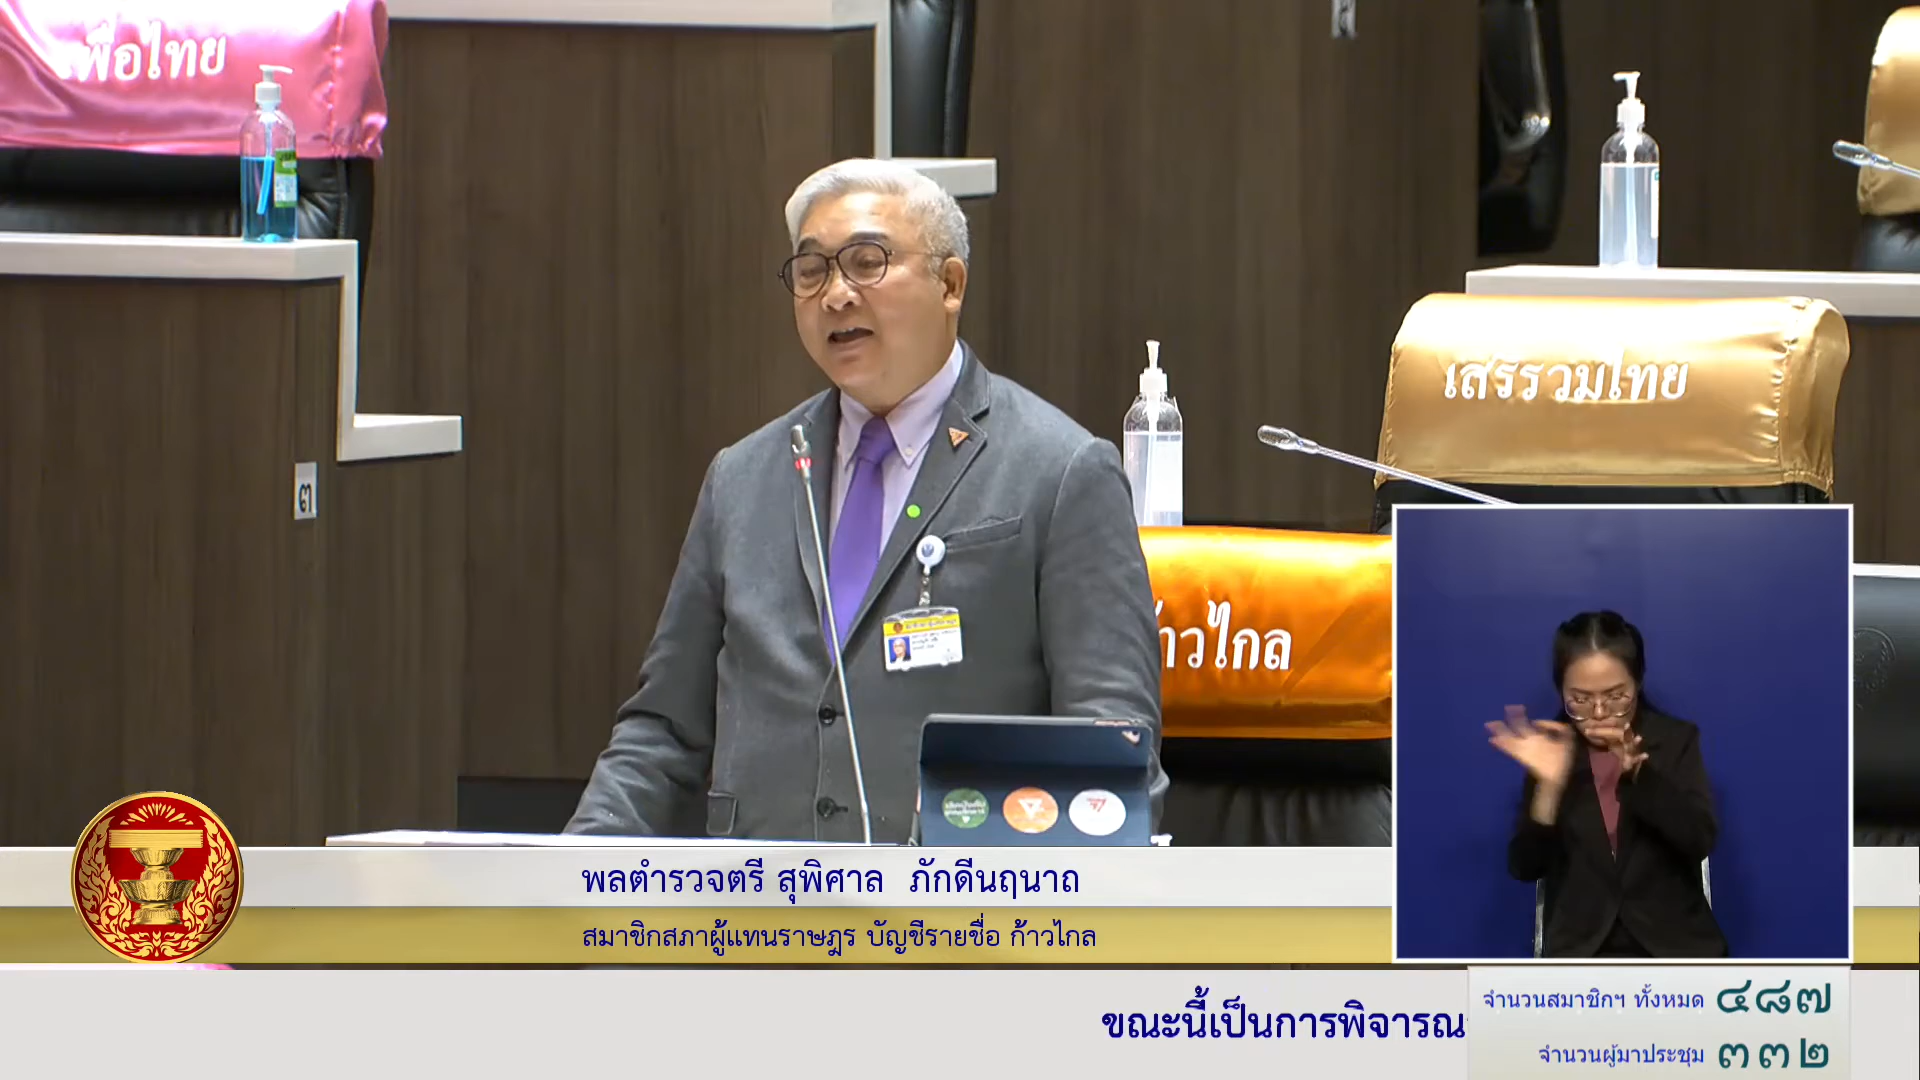 เพื่อไทย
เสรีรวมไทย
ก้าวไกล
๓
พลตำรวจตรี สุพิศาล ภักดีนฤนาถ
สมาชิกสภาผู้แทนราษฎร บัญชีรายชื่อ ก้าวไกล
ขณะนี้เป็นการพิจารณ
จำนวนสมาชิกฯ ทั้งหมด ๔๘๗
จำนวนผู้มาประชุม ๓๓๒